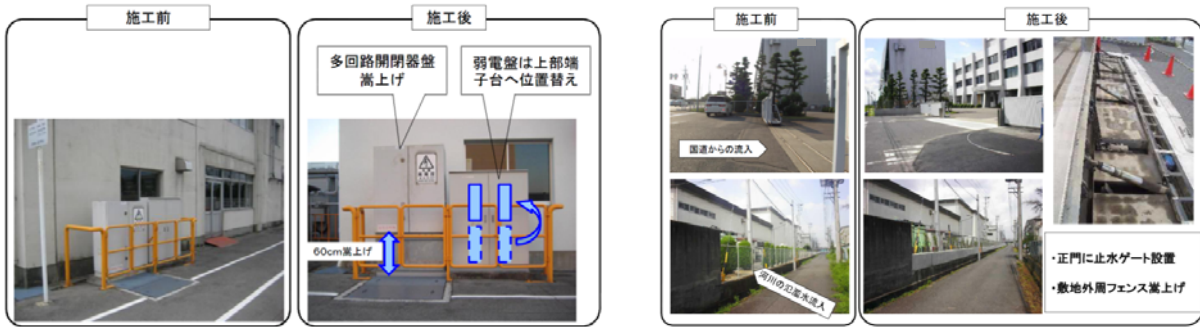 施工前
施工後
多回路開閉器盤
嵩上げ
弱電盤は上部端
子台へ位置替え
60cm嵩上げ
施工前
施工後
国道からの流入
河川の氾濫水流入
・正門に止水ゲート設置
・敷地外周フェンス嵩上げ